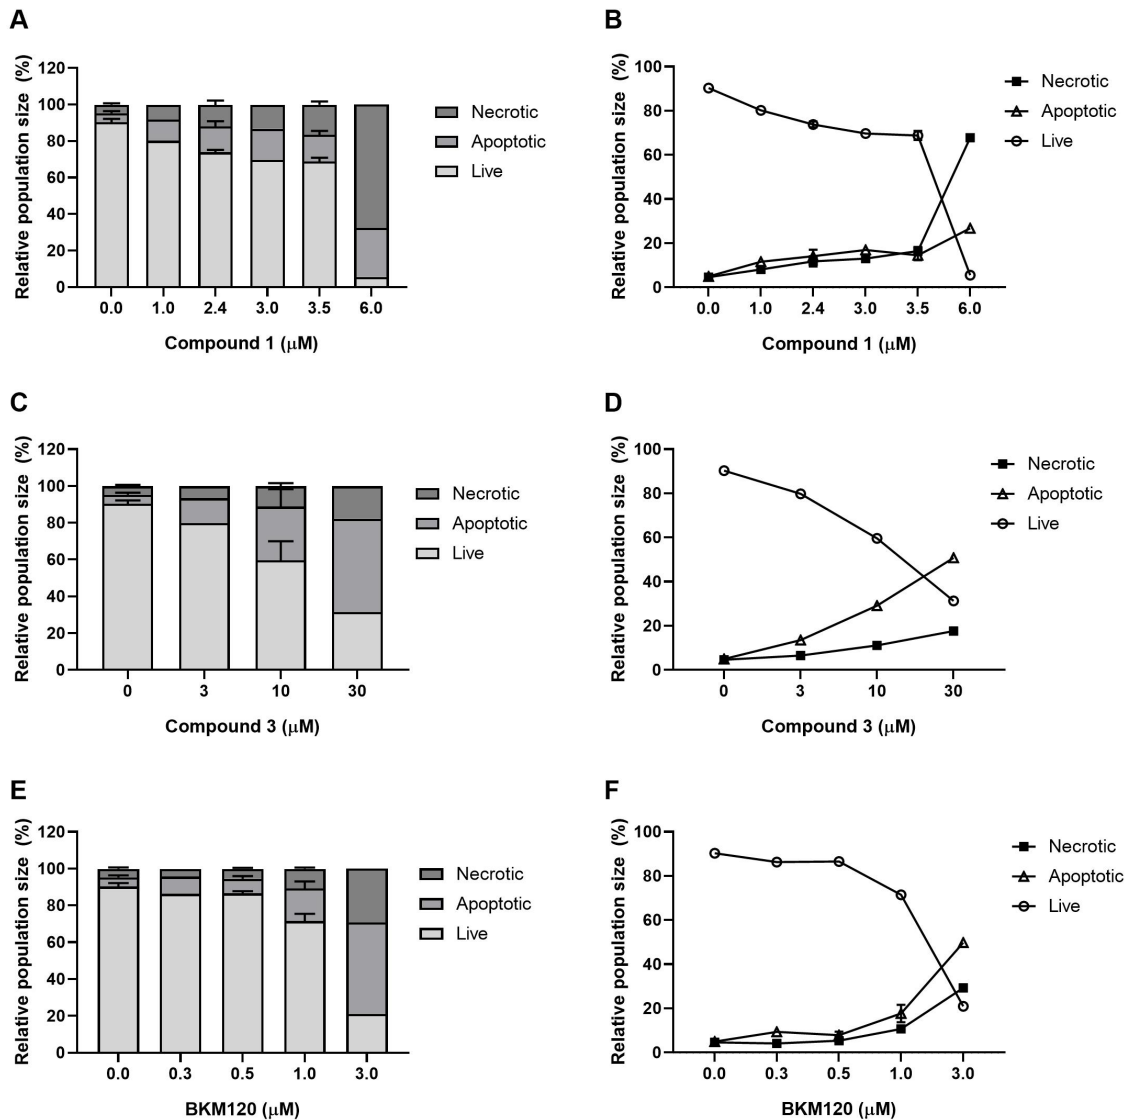 A
Relative population size (%)
120
100
80
60
40
20
0
0.0 1.0 2.4 3.0 3.5 6.0
Compound 1 (μM)
Necrotic
Apoptotic
Live
B
Relative population size (%)
100
80
60
40
20
0
0.0 1.0 2.4 3.0 3.5 6.0
Compound 1 (μM)
Necrotic
Apoptotic
Live
C
Relative population size (%)
120
100
80
60
40
20
0
0 3 10 30
Compound 3 (μM)
Necrotic
Apoptotic
Live
D
Relative population size (%)
100
80
60
40
20
0
0 3 10 30
Compound 3 (μM)
Necrotic
Apoptotic
Live
E
Relative population size (%)
120
100
80
60
40
20
0
0.0 0.3 0.5 1.0 3.0
BKM120 (μM)
Necrotic
Apoptotic
Live
F
Relative population size (%)
100
80
60
40
20
0
0.0 0.3 0.5 1.0 3.0
BKM120 (μM)
Necrotic
Apoptotic
Live